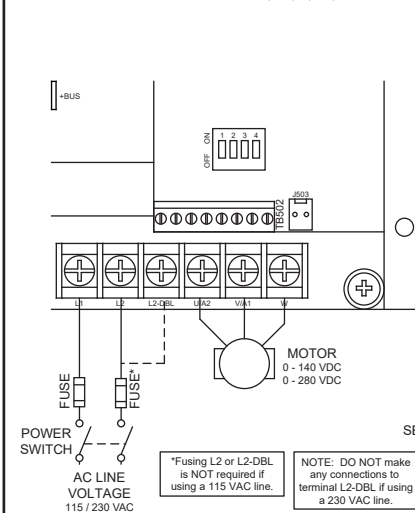 +BUS
ON
OFF
1 2 3 4
TB502
J503
L1
L2
L2-DBL
U/A2
V/A1
W
FUSE
FUSE*
MOTOR
0 - 140 VDC
0 - 280 VDC
POWER
SWITCH
AC LINE
VOLTAGE
115 / 230 VAC
*Fusing L2 or L2-DBL
is NOT required if
using a 115 VAC line.
NOTE: DO NOT make
any connections to
terminal L2-DBL if using
a 230 VAC line.
SE